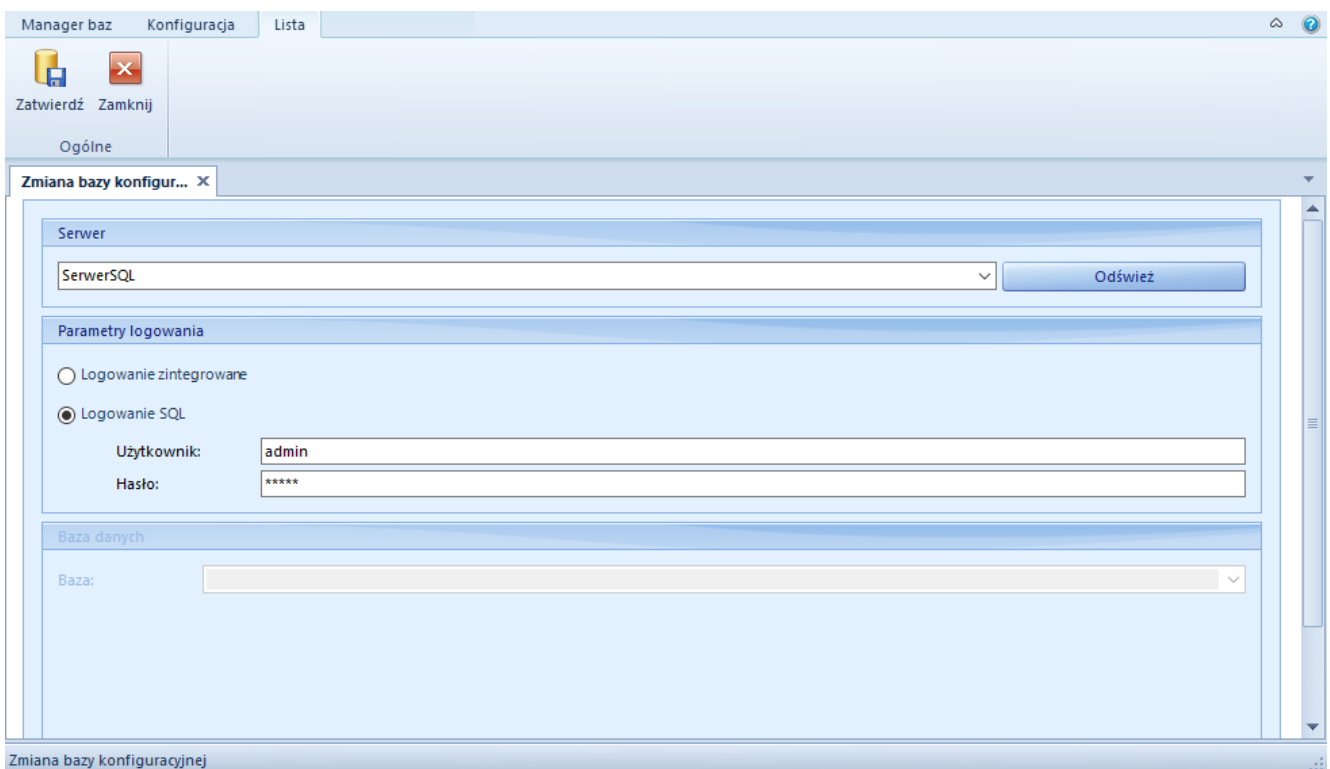 Manager baz Konfiguracja Lista
Zatwierdź Zamknij
Ogólne
Zmiana bazy konfigur...
Serwer
SerwerSQL Odśwież
Parametry logowania
Logowanie zintegrowane
Logowanie SQL
Użytkownik: admin
Hasło: *****
Baza danych
Baza:
Zmiana bazy konfiguracyjnej